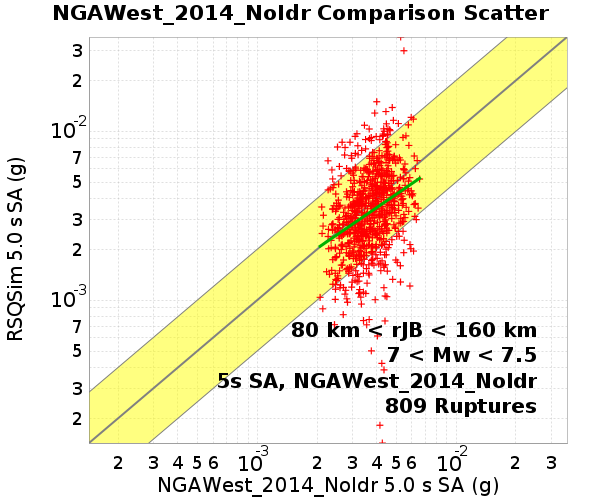 NGAWest_2014_NoIdr Comparison Scatter
RSQSim 5.0 s SA (g)
3
2
10-2
7
5
3
2
10-3
7
5
3
2
80 km < rJB < 160 km
7 < Mw < 7.5
5s SA, NGAWest_2014_NoIdr
809 Ruptures
2 3 4 5 6 10-3 2 3 4 5 6 10-2 2 3
NGAWest_2014_NoIdr 5.0 s SA (g)